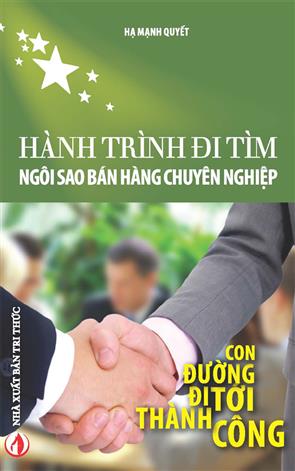 HẠ MẠNH QUYẾT
HÀNH TRÌNH ĐI TÌM
NGÔI SAO BÁN HÀNG CHUYÊN NGHIỆP
CON
ĐƯỜNG
ĐI TỚI
THÀNH CÔNG
NHÀ XUẤT BẢN TRI THỨC